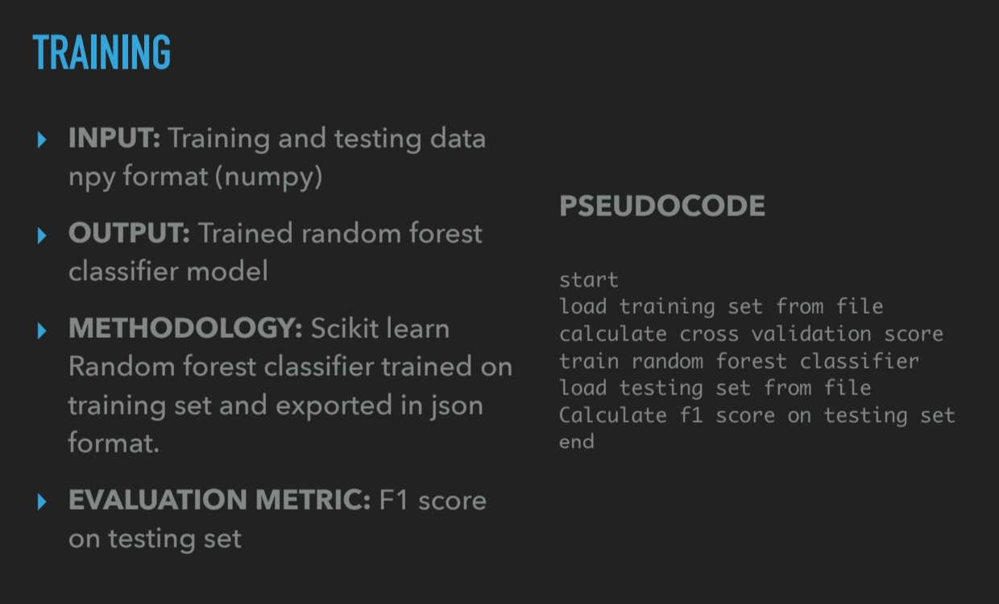 TRAINING
INPUT: Training and testing data
npy format (numpy)
OUTPUT: Trained random forest
classifier model
METHODOLOGY: Scikit learn
Random forest classifier trained on
training set and exported in json
format.
EVALUATION METRIC: F1 score
on testing set
PSEUDOCODE
start
load training set from file
calculate cross validation score
train random forest classifier
load testing set from file
Calculate f1 score on testing set
end